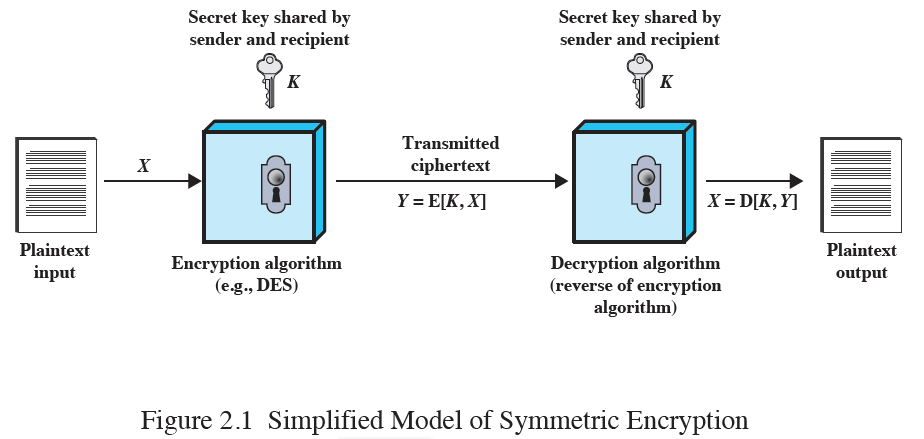 Secret key shared by
sender and recipient
K
Secret key shared by
sender and recipient
K
X
Transmitted
ciphertext
Y = E[K, X]
X = D[K, Y]
Plaintext
input
Encryption algorithm
(e.g., DES)
Decryption algorithm
(reverse of encryption
algorithm)
Plaintext
output
Figure 2.1 Simplified Model of Symmetric Encryption